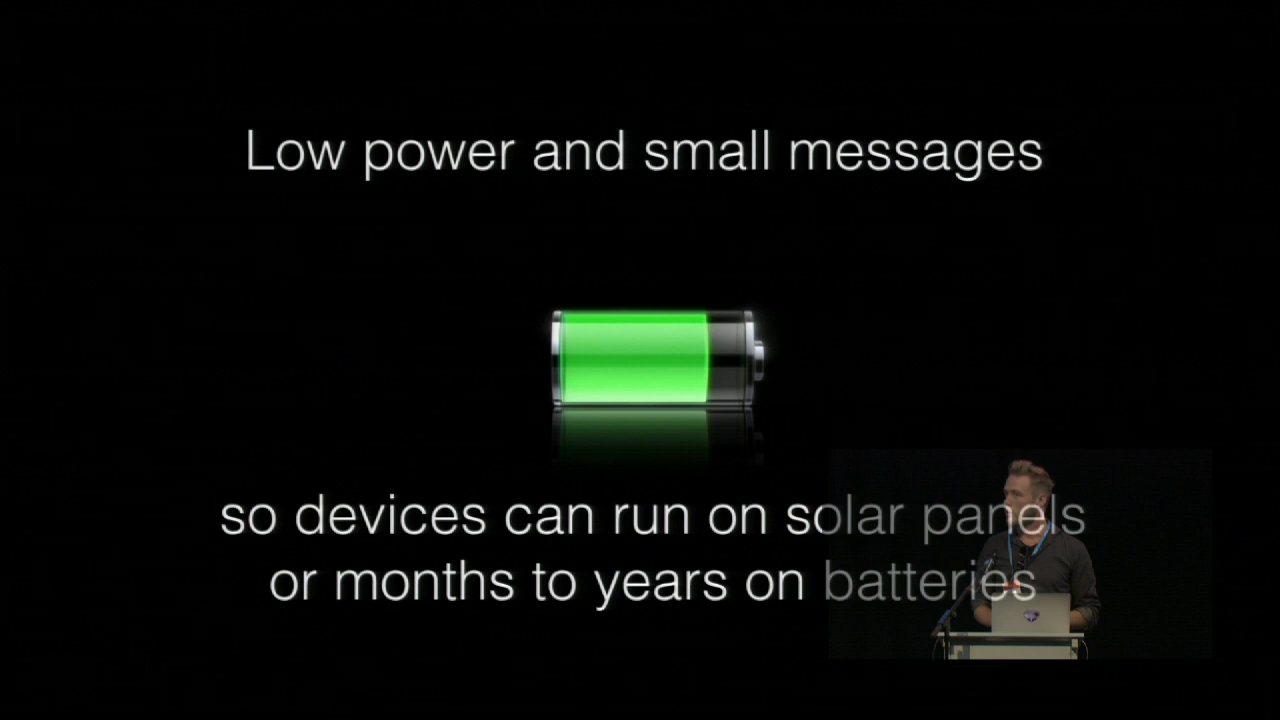 Low power and small messages
so devices can run on solar panels
or months to years on batteries